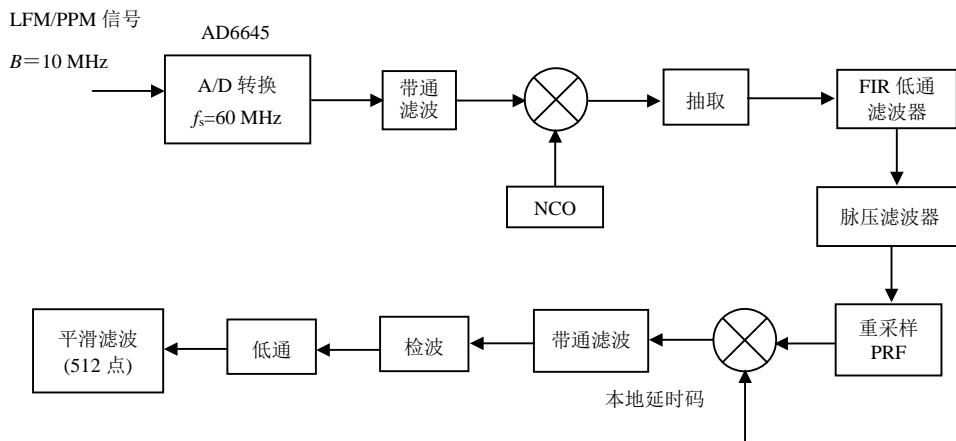 LFM/PPM 信号
B＝10 MHz
AD6645
A/D 转换
fs=60 MHz
带通
滤波
NCO
抽取
FIR 低通
滤波器
脉压滤波器
重采样
PRF
本地延时码
带通滤波
检波
低通
平滑滤波
(512 点)